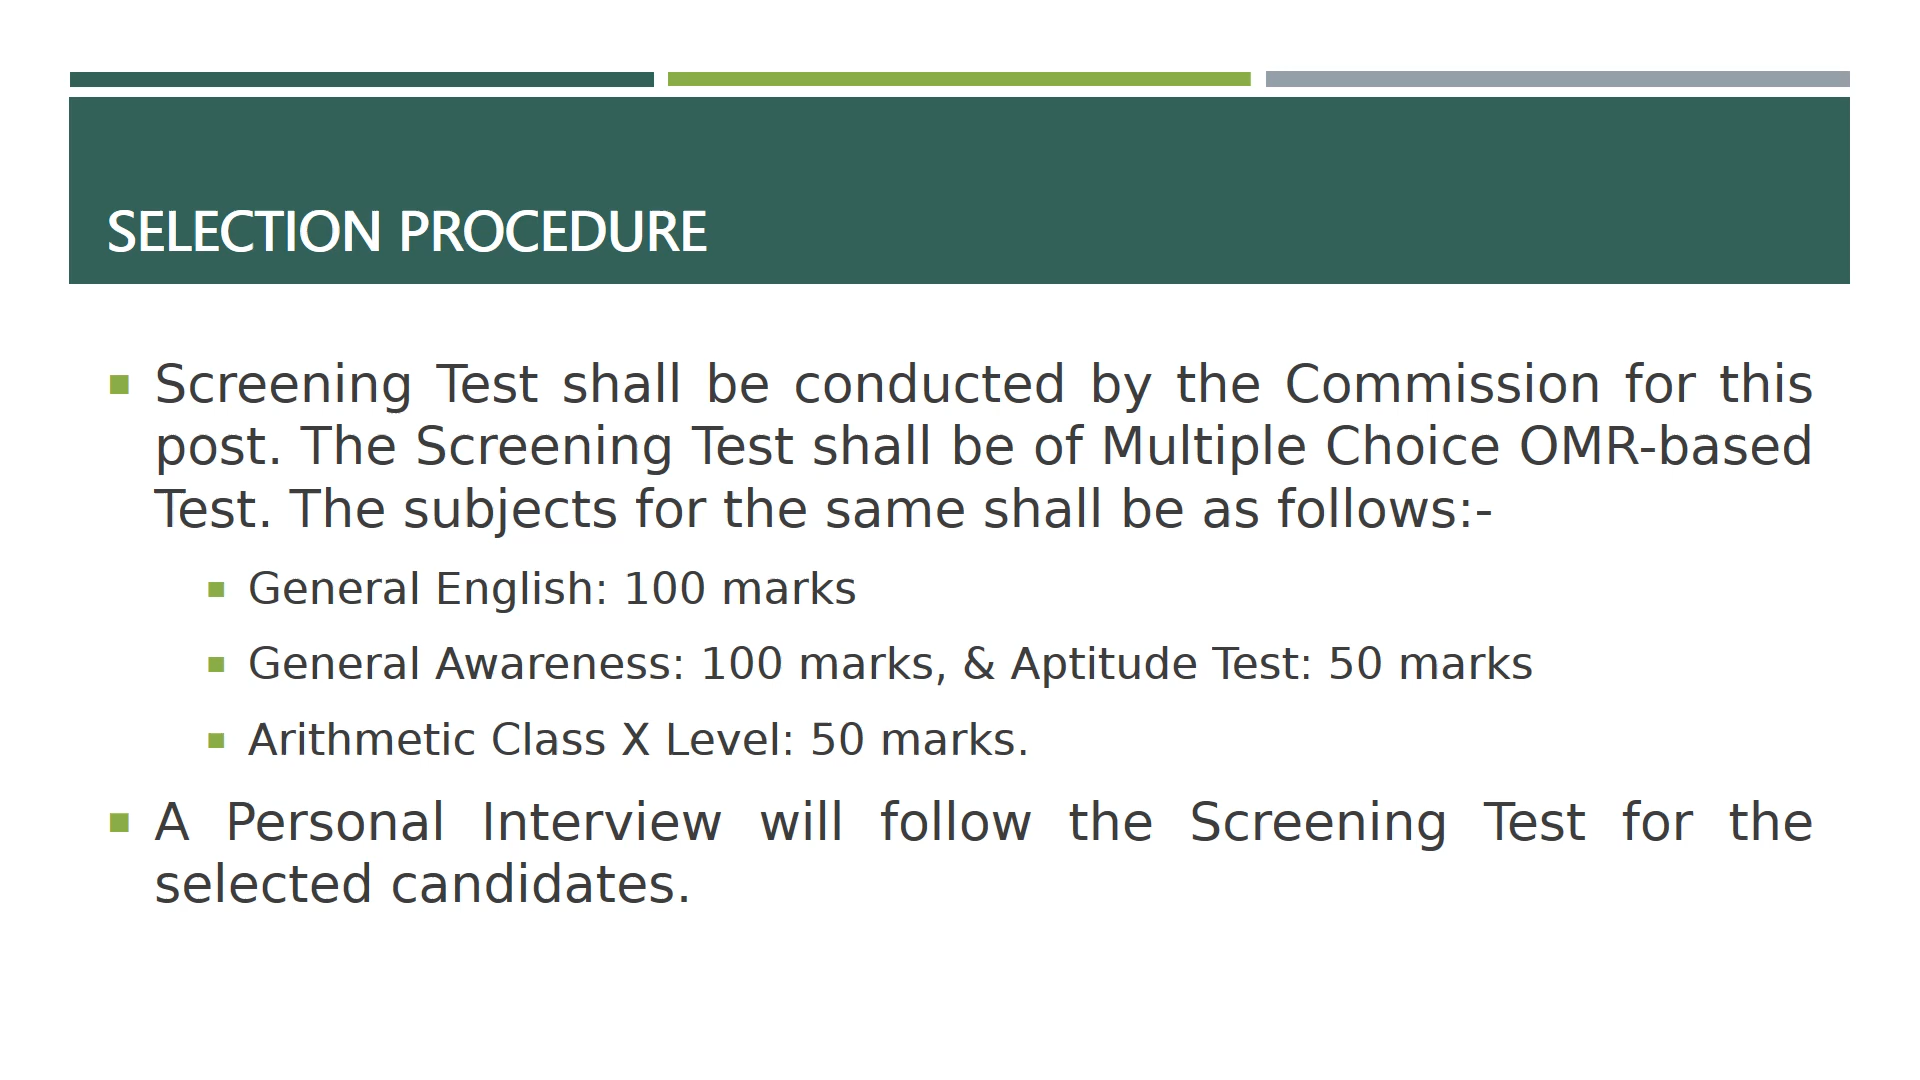 SELECTION PROCEDURE
Screening Test shall be conducted by the Commission for this
post. The Screening Test shall be of Multiple Choice OMR-based
Test. The subjects for the same shall be as follows:-
General English: 100 marks
General Awareness: 100 marks, & Aptitude Test: 50 marks
Arithmetic Class X Level: 50 marks.
A Personal Interview will follow the Screening Test for the
selected candidates.